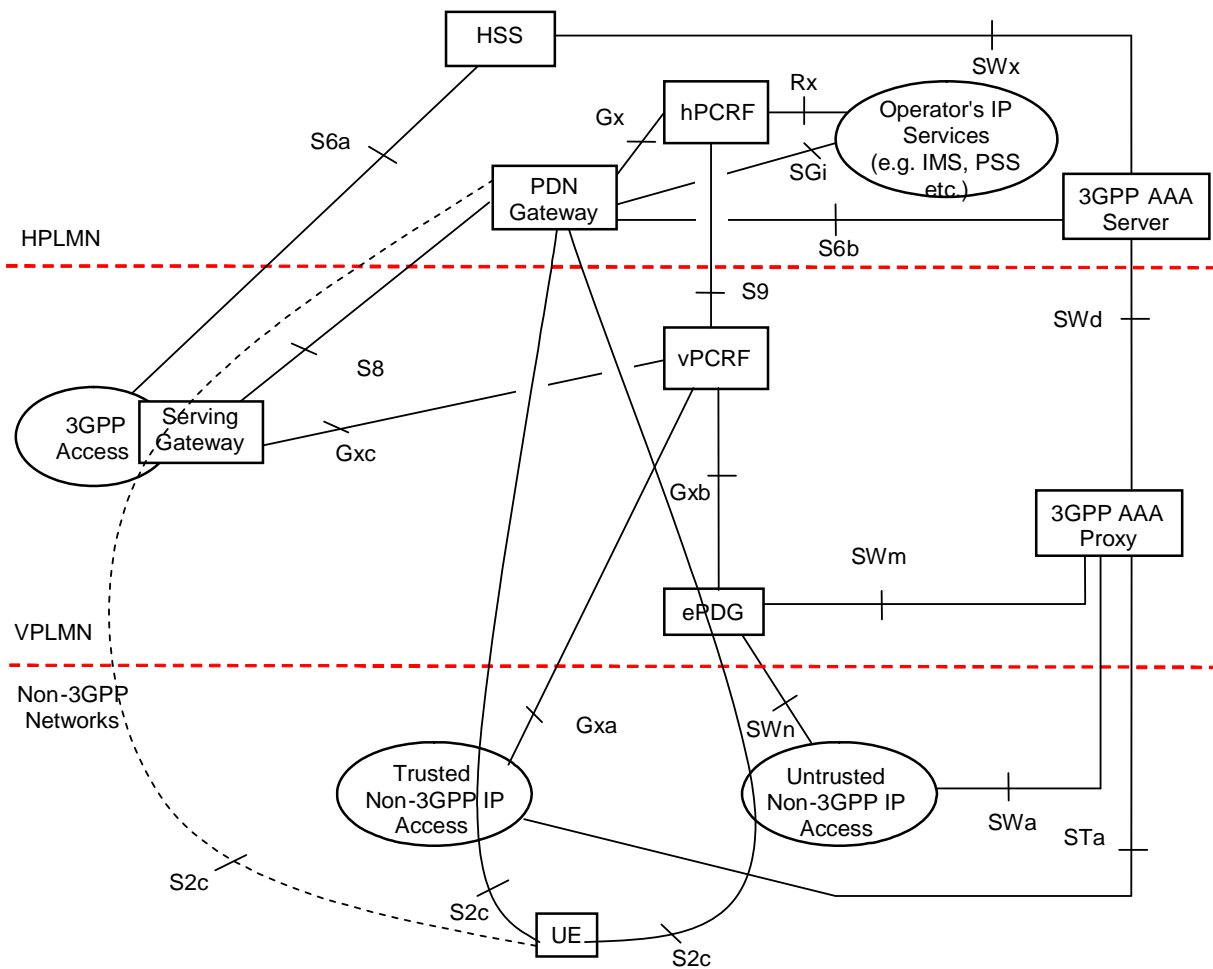 HSS
SWx
Rx
hPCRF
Gx
Operator's IP
Services
(e.g. IMS, PSS
etc.)
S6a
SGi
PDN
Gateway
3GPP AAA
Server
HPLMN
S6b
S9
SWd
vPCRF
S8
3GPP
Access
Serving
Gateway
Gxc
Gxb
3GPP AAA
Proxy
SWm
ePDG
VPLMN
Non-3GPP
Networks
Gxa
SWn
Trusted
Non-3GPP IP
Access
Untrusted
Non-3GPP IP
Access
SWa
STa
S2c
S2c
UE
S2c